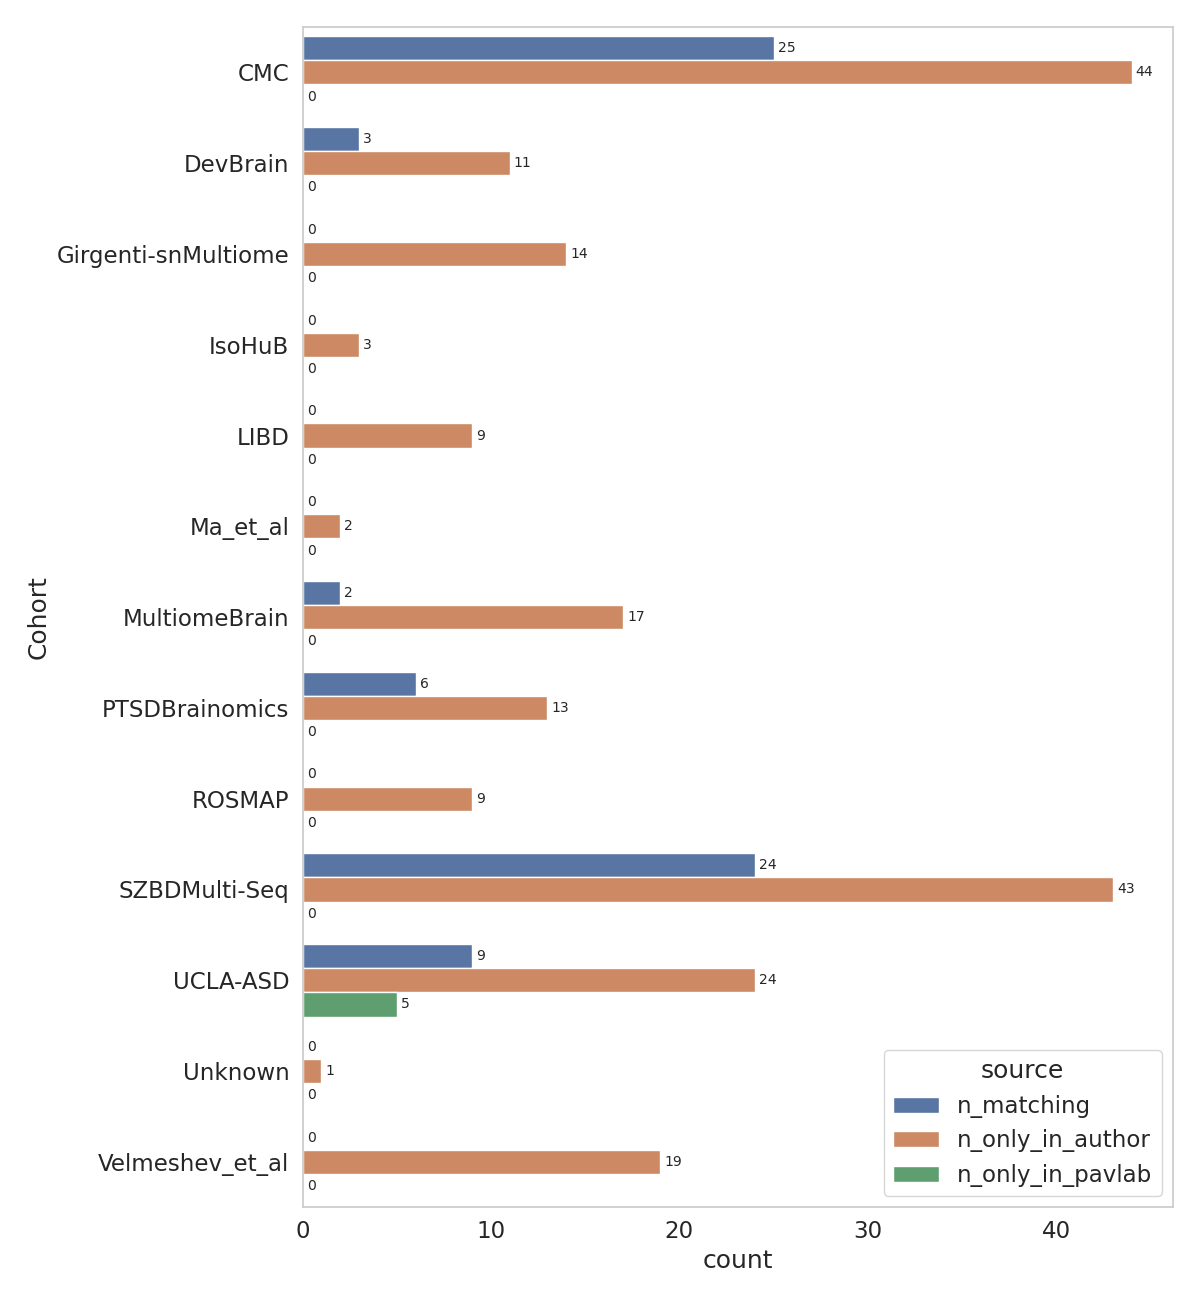 CMC
25
44
0
DevBrain
3
11
0
Girgenti-snMultiome
0
14
0
IsoHuB
0
3
0
LIBD
0
9
0
Ma_et_al
0
2
0
MultiomeBrain
2
17
0
PTSDBrainomics
6
13
0
ROSMAP
0
9
0
SZBDMulti-Seq
24
43
0
UCLA-ASD
9
24
5
Unknown
0
1
0
Velmeshev_et_al
0
19
0
Cohort
source
n_matching
n_only_in_author
n_only_in_pavlab
0 10 20 30 40
count